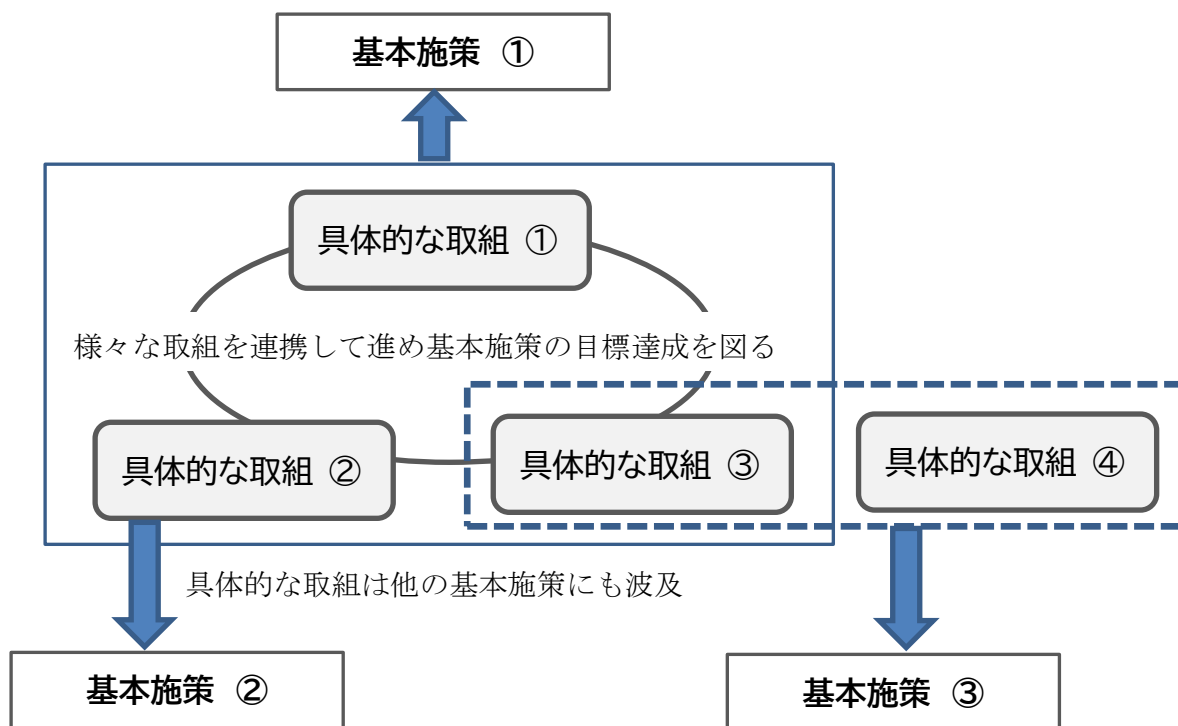 基本施策 ①
具体的な取組 ①
様々な取組を連携して進め基本施策の目標達成を図る
具体的な取組 ②
具体的な取組 ③
具体的な取組 ④
具体的な取組は他の基本施策にも波及
基本施策 ②
基本施策 ③